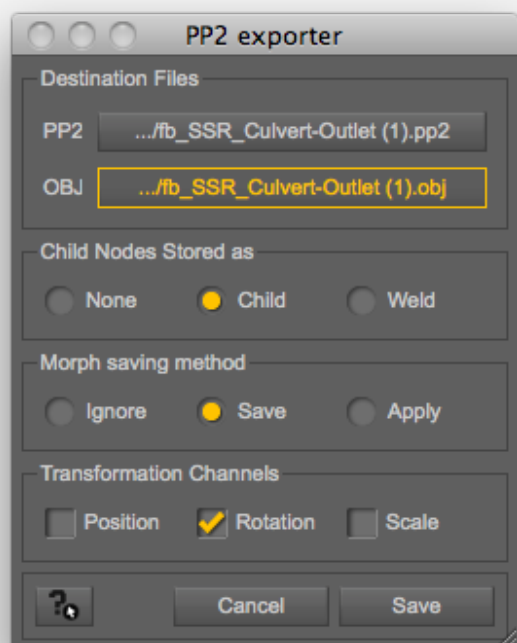 PP2 exporter
Destination Files
PP2 .../fb_SSR_Culvert-Outlet (1).pp2
OBJ .../fb_SSR_Culvert-Outlet (1).obj
Child Nodes Stored as
None Child Weld
Morph saving method
Ignore Save Apply
Transformation Channels
Position Rotation Scale
? Cancel Save